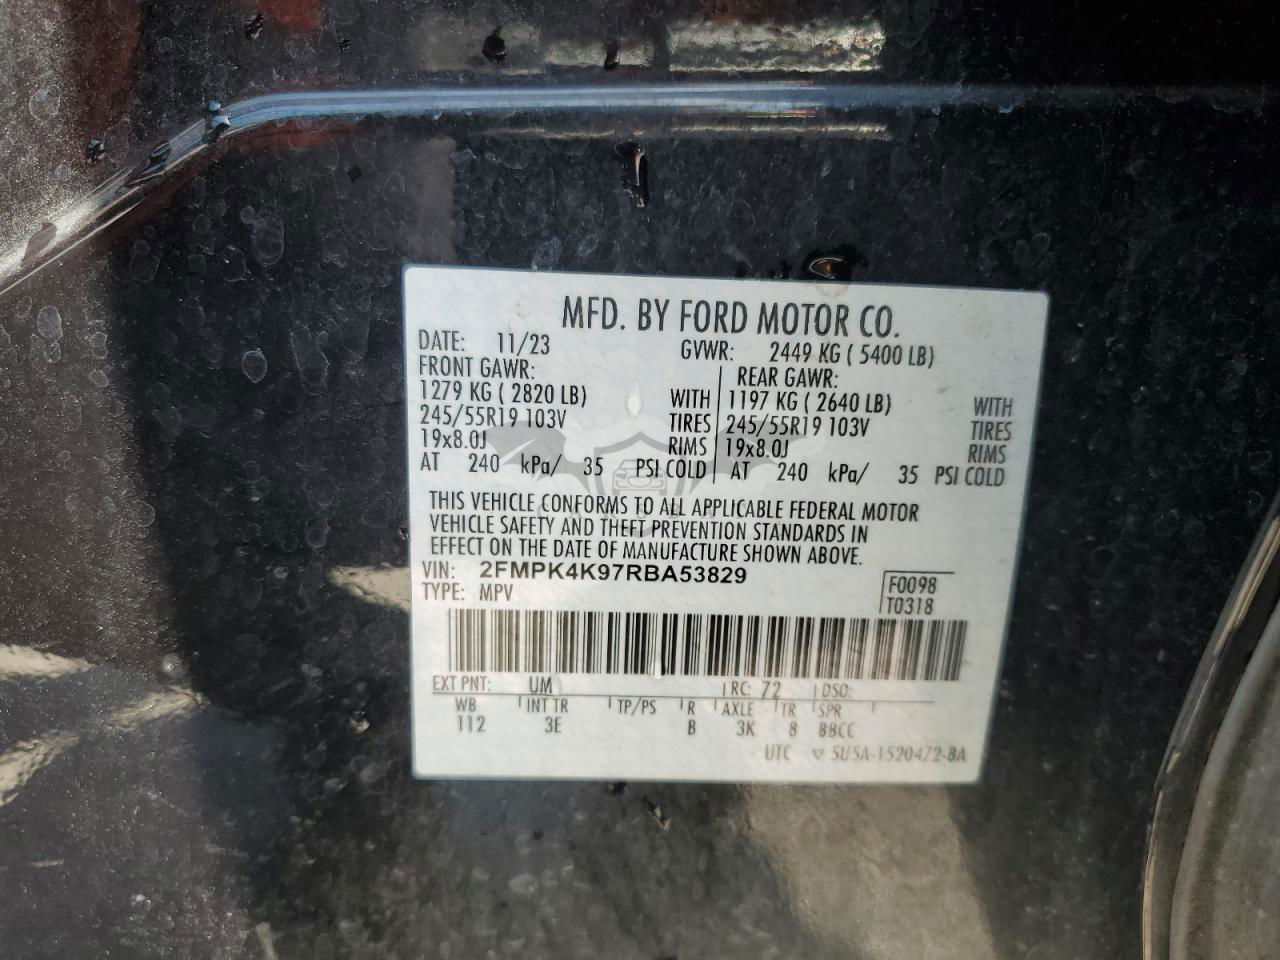 MFD. BY FORD MOTOR CO.
DATE: 11/23 GVWR: 2449 KG ( 5400 LB)
FRONT GAWR: REAR GAWR:
1279 KG ( 2820 LB) WITH 1197 KG ( 2640 LB) WITH
245/55R19 103V TIRES 245/55R19 103V TIRES
19x8.0J RIMS 19x8.0J RIMS
AT 240 kPa/ 35 PSI COLD AT 240 kPa/ 35 PSI COLD
THIS VEHICLE CONFORMS TO ALL APPLICABLE FEDERAL MOTOR
VEHICLE SAFETY AND THEFT PREVENTION STANDARDS IN
EFFECT ON THE DATE OF MANUFACTURE SHOWN ABOVE.
VIN: 2FMPK4K97RBA53829 F0098
TYPE: MPV T0318
EXT PNT: UM RC: 72 DSO:
WB INT TR TP/PS R AXLE TR SPR
112 3E B 3K 8 BBCC
UTC ▽ 5U5A-1520472-BA